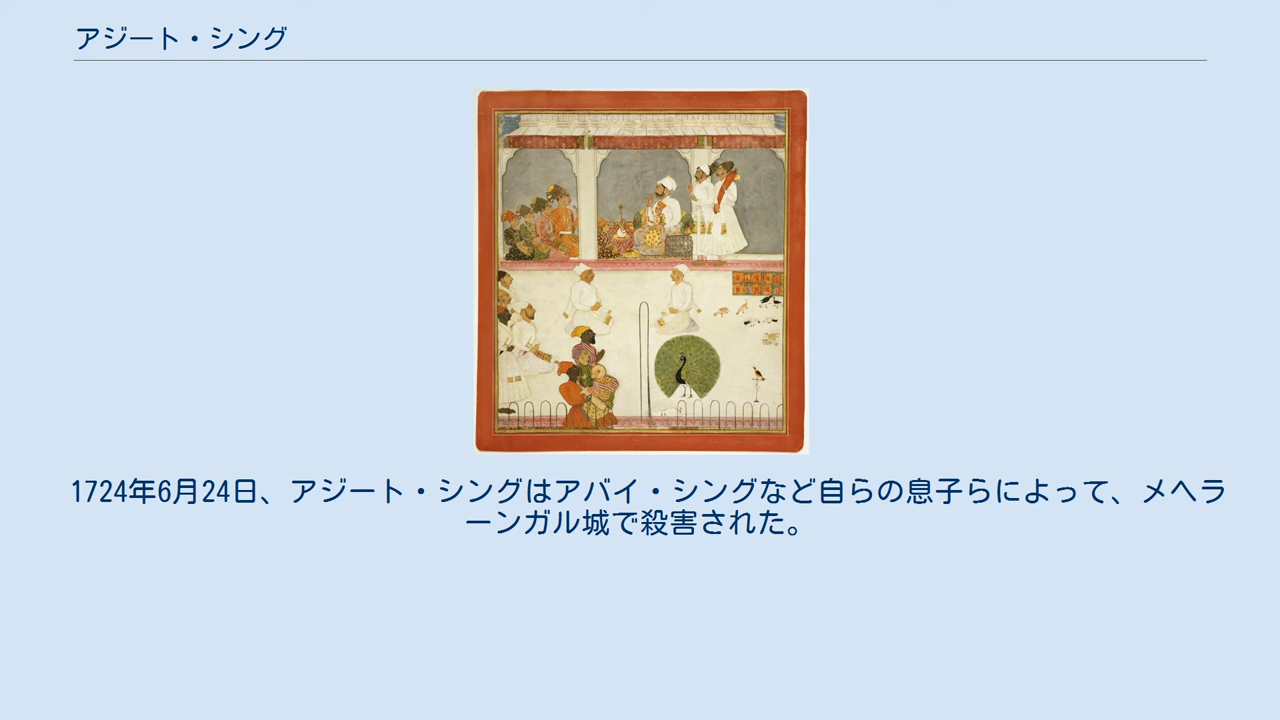 アジート・シング
1724年6月24日、アジート・シングはアバイ・シングなど自らの息子らによって、メヘラ
ーンガル城で殺害された。